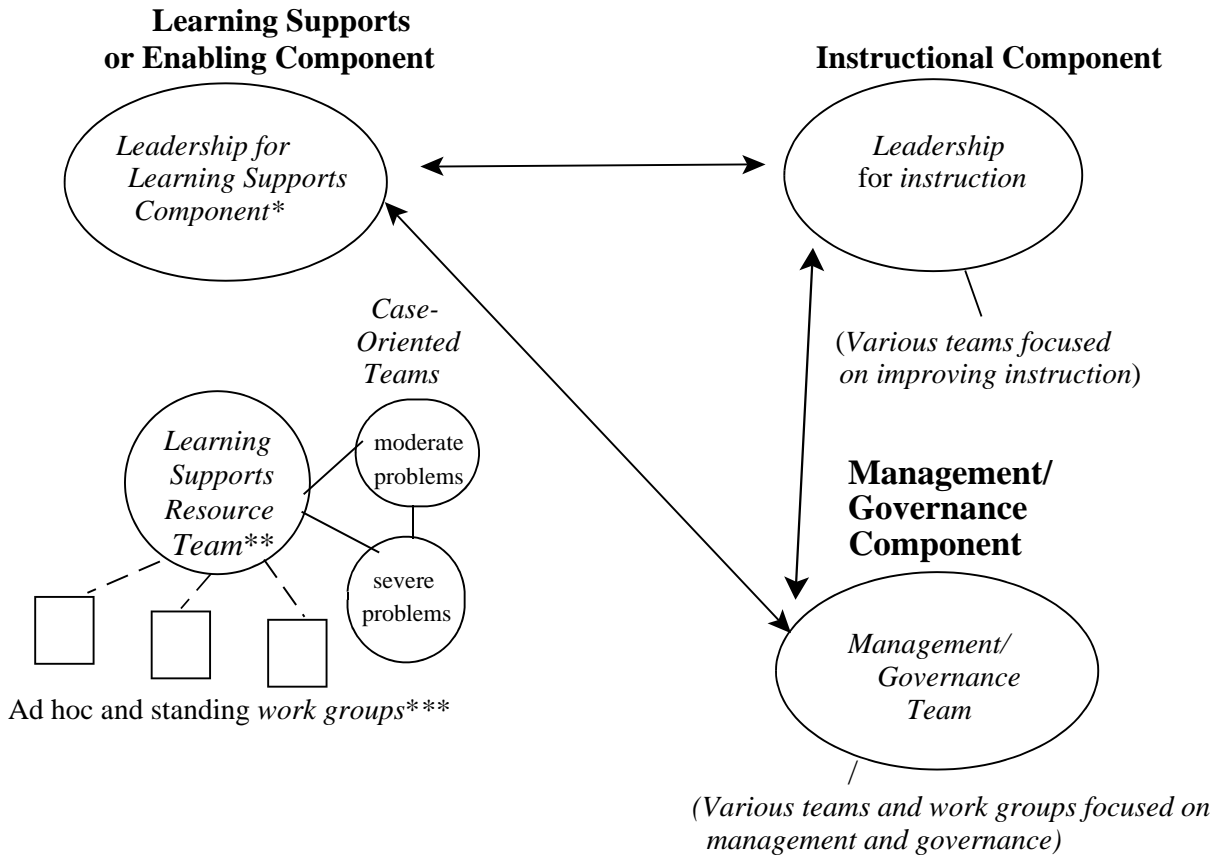 Learning Supports
or Enabling Component
Instructional Component
Leadership for
Learning Supports
Component*
Leadership
for instruction
(Various teams focused
on improving instruction)
Case-
Oriented
Teams
Learning
Supports
Resource
Team**
moderate
problems
severe
problems
Ad hoc and standing work groups***
Management/
Governance
Component
Management/
Governance
Team
(Various teams and work groups focused on
management and governance)